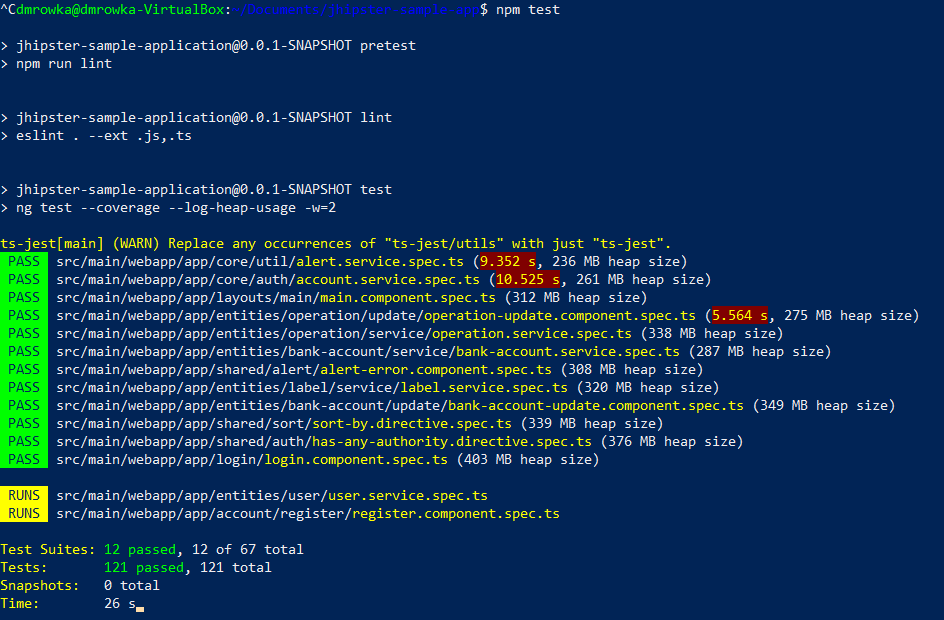 ^Cdmrowka@dmrowka-VirtualBox:~/Documents/jhipster-sample-app$ npm test
> jhipster-sample-application@0.0.1-SNAPSHOT pretest
> npm run lint
> jhipster-sample-application@0.0.1-SNAPSHOT lint
> eslint . --ext .js,.ts
> jhipster-sample-application@0.0.1-SNAPSHOT test
> ng test --coverage --log-heap-usage -w=2
ts-jest[main] (WARN) Replace any occurrences of "ts-jest/utils" with just "ts-jest".
PASS src/main/webapp/app/core/util/alert.service.spec.ts (9.352 s, 236 MB heap size)
PASS src/main/webapp/app/core/auth/account.service.spec.ts (10.525 s, 261 MB heap size)
PASS src/main/webapp/app/layouts/main/main.component.spec.ts (312 MB heap size)
PASS src/main/webapp/app/entities/operation/update/operation-update.component.spec.ts (5.564 s, 275 MB heap size)
PASS src/main/webapp/app/entities/operation/service/operation.service.spec.ts (338 MB heap size)
PASS src/main/webapp/app/entities/bank-account/service/bank-account.service.spec.ts (287 MB heap size)
PASS src/main/webapp/app/shared/alert/alert-error.component.spec.ts (308 MB heap size)
PASS src/main/webapp/app/entities/label/service/label.service.spec.ts (320 MB heap size)
PASS src/main/webapp/app/entities/bank-account/update/bank-account-update.component.spec.ts (349 MB heap size)
PASS src/main/webapp/app/shared/sort/sort-by.directive.spec.ts (339 MB heap size)
PASS src/main/webapp/app/shared/auth/has-any-authority.directive.spec.ts (376 MB heap size)
PASS src/main/webapp/app/login/login.component.spec.ts (403 MB heap size)
RUNS src/main/webapp/app/entities/user/user.service.spec.ts
RUNS src/main/webapp/app/account/register/register.component.spec.ts
Test Suites: 12 passed, 12 of 67 total
Tests: 121 passed, 121 total
Snapshots: 0 total
Time: 26 s